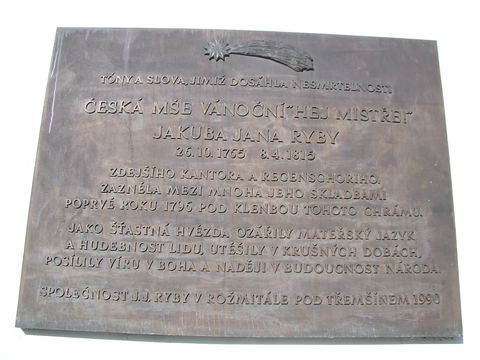 TÓNY A SLOVA, JIMIŽ DOSÁHLA NESMRTELNOSTI
ČESKÁ MŠE VÁNOČNÍ "HEJ MISTŘE!"
JAKUBA JANA RYBY
26.10.1765 8.4.1815
ZDEJŠÍHO KANTORA A REGENSCHORIHO,
ZAZNĚLA MEZI MNOHA JEHO SKLADBAMI
POPRVÉ ROKU 1796 POD KLENBOU TOHOTO CHRÁMU.
JAKO ŠŤASTNÁ HVĚZDA OZÁŘILY MATEŘSKÝ JAZYK
A HUDEBNOST LIDU, UTĚŠILY V KRUŠNÝCH DOBÁCH,
POSÍLILY VÍRU V BOHA A NADĚJI V BUDOUCNOST NÁRODA.
SPOLEČNOST J.J. RYBY V ROŽMITÁLE POD TŘEMŠÍNEM 1990